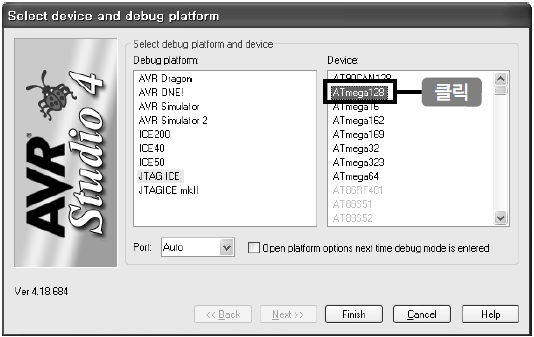 Select device and debug platform
AVR Studio 4
Select debug platform and device
Debug platform:
AVR Dragon
AVR ONE!
AVR Simulator
AVR Simulator 2
ICE200
ICE40
ICE50
JTAG ICE
JTAGICE mkII
Device:
AT90CAN128
ATmega128
클릭
ATmega16
ATmega162
ATmega169
ATmega32
ATmega323
ATmega64
AT86RF401
AT89S51
AT89S52
Port:
Auto
Open platform options next time debug mode is entered
Ver 4.18.684
<< Back
Next >>
Finish
Cancel
Help